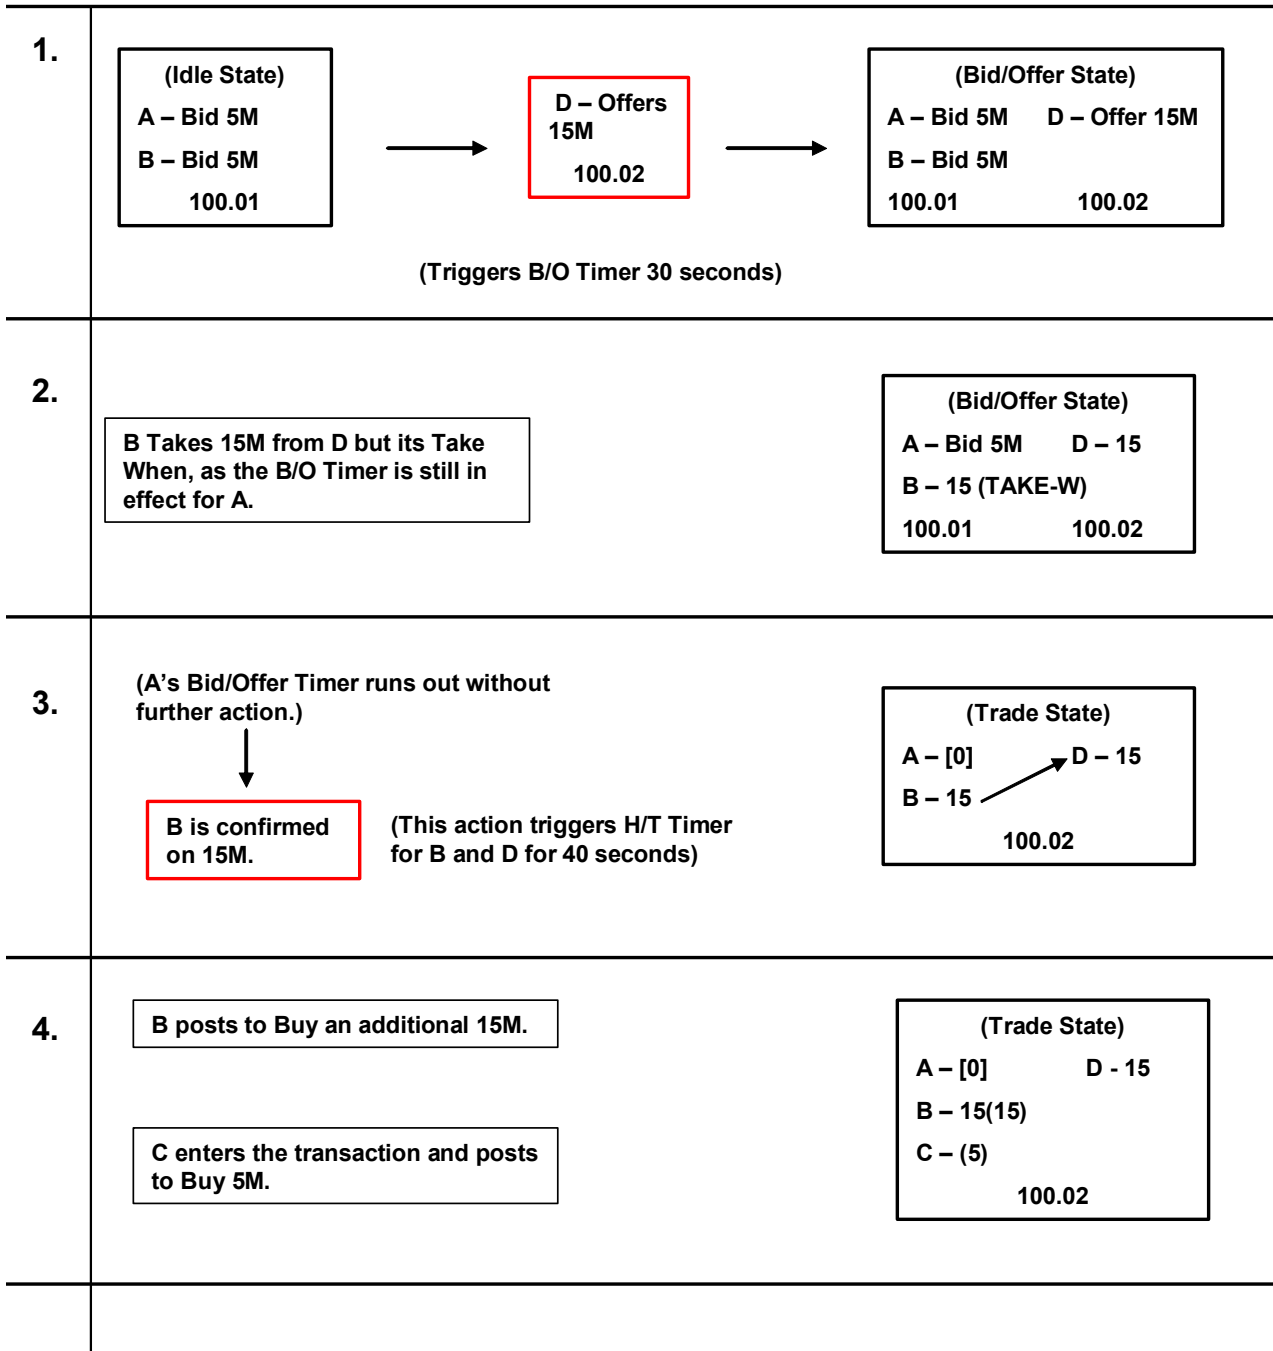 1.
(Idle State)
A – Bid 5M
B – Bid 5M
100.01
D – Offers
15M
100.02
(Bid/Offer State)
A – Bid 5M D – Offer 15M
B – Bid 5M
100.01 100.02
(Triggers B/O Timer 30 seconds)
2.
B Takes 15M from D but its Take
When, as the B/O Timer is still in
effect for A.
(Bid/Offer State)
A – Bid 5M D – 15
B – 15 (TAKE-W)
100.01 100.02
3.
(A’s Bid/Offer Timer runs out without
further action.)
B is confirmed
on 15M.
(This action triggers H/T Timer
for B and D for 40 seconds)
(Trade State)
A – [0] D – 15
B – 15
100.02
4.
B posts to Buy an additional 15M.
C enters the transaction and posts
to Buy 5M.
(Trade State)
A – [0] D - 15
B – 15(15)
C – (5)
100.02